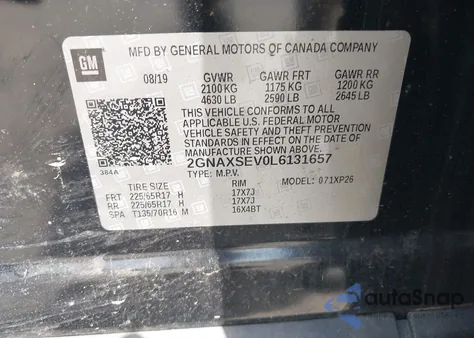 GM
MFD BY GENERAL MOTORS OF CANADA COMPANY
08/19 GVWR GAWR FRT GAWR RR
2100 KG 1175 KG 1200 KG
4630 LB 2590 LB 2645 LB
THIS VEHICLE CONFORMS TO ALL
APPLICABLE U.S. FEDERAL MOTOR
VEHICLE SAFETY AND THEFT PREVENTION
STANDARDS IN EFFECT ON THE DATE OF
MANUFACTURE SHOWN ABOVE.
2GNAXSEV0L6131657
384A
TYPE: M.P.V. MODEL: 071XP26
RIM
FRT 225/65R17 H 17X7J
RR 225/65R17 H 17X7J
SPA T135/70R16 M 16X4BT
autoSnap